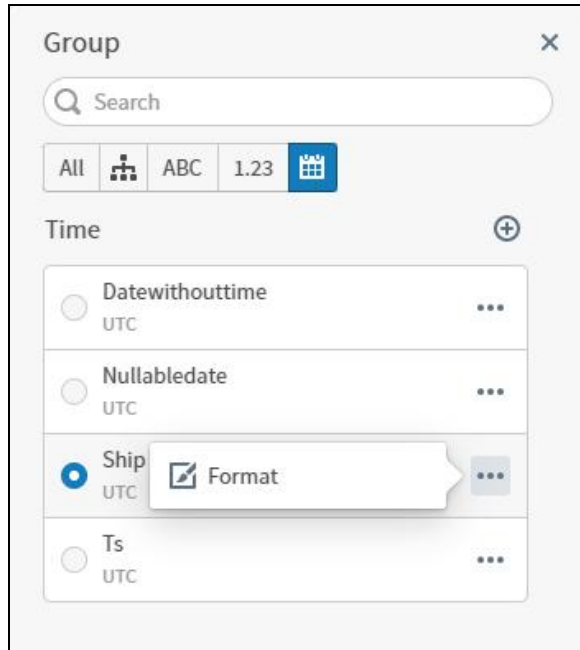 Group
Search
All ABC 1.23
Time
Datewithouttime
UTC
Nullabledate
UTC
Ship
UTC
Format
Ts
UTC